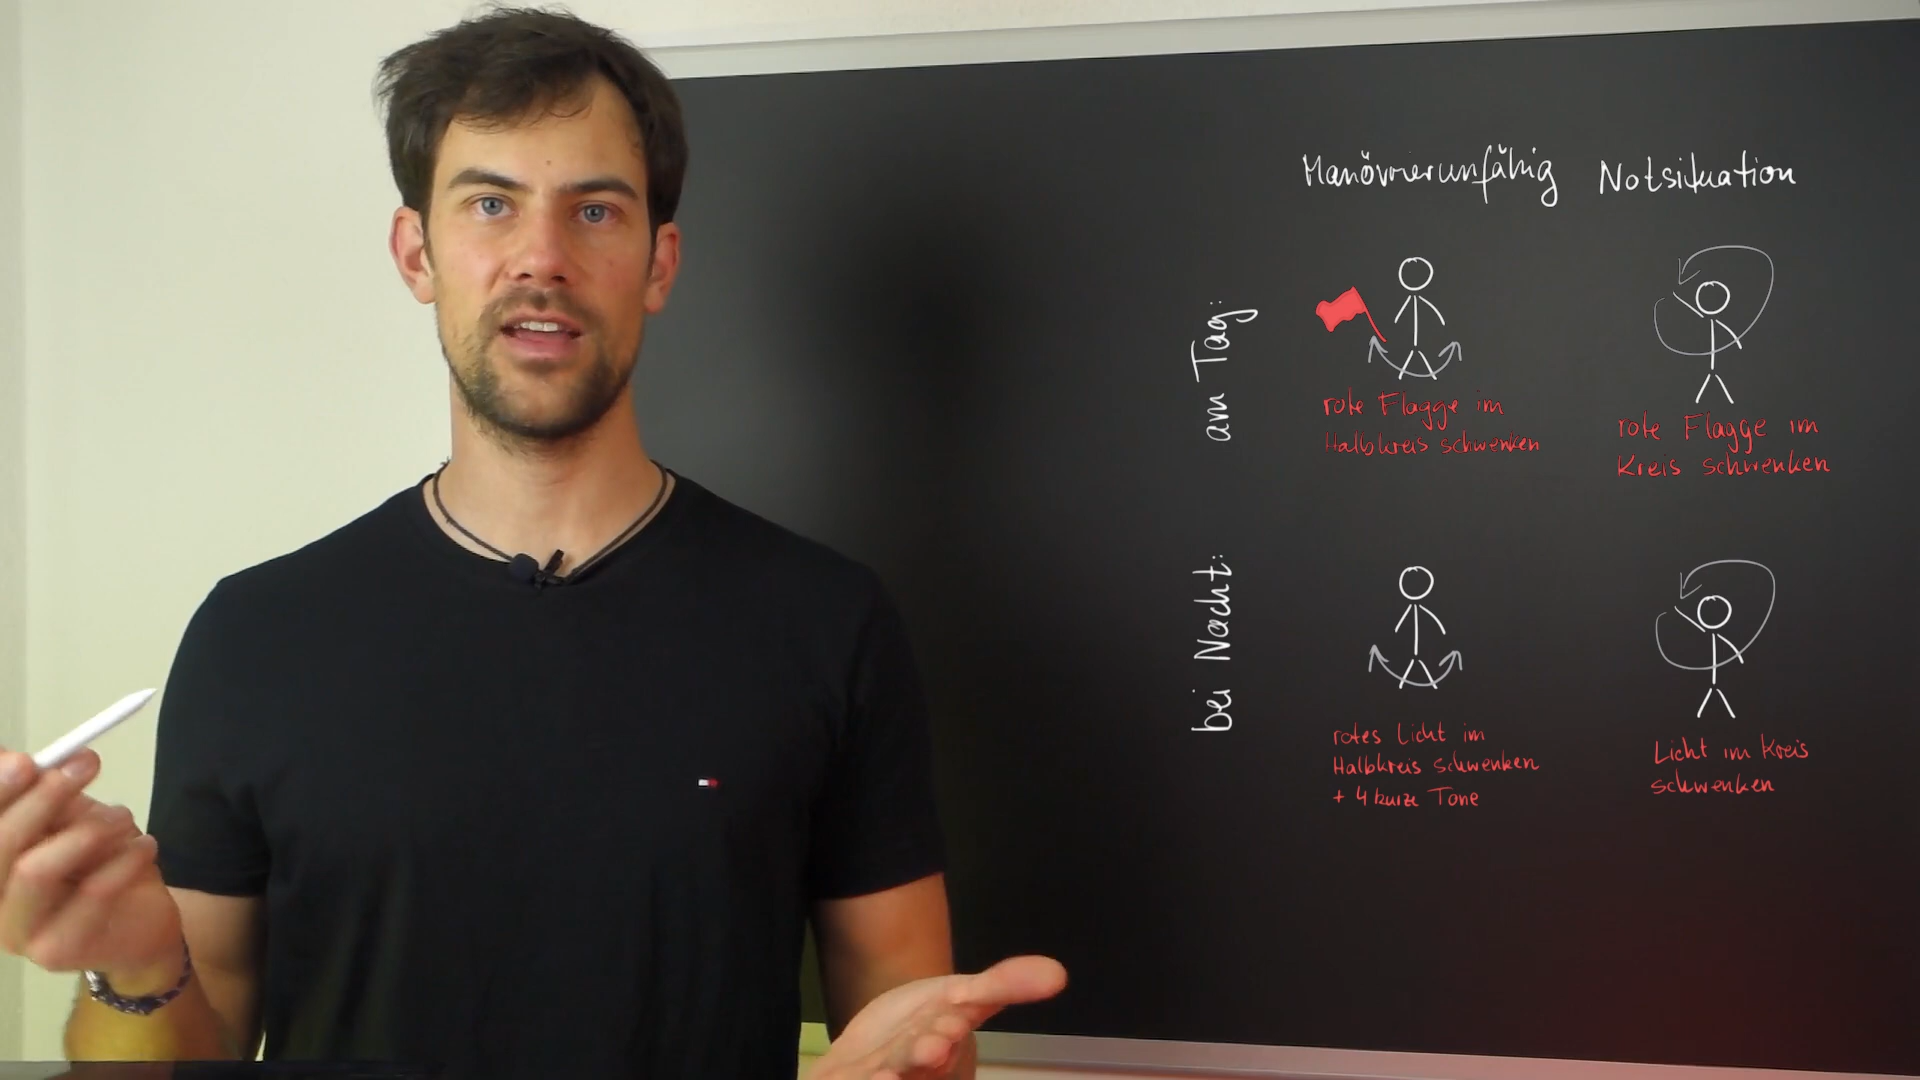 Manövrierunfähig
Notsituation
am Tag:
rote Flagge im
Halbkreis schwenken
rote Flagge im
Kreis schwenken
bei Nacht:
rotes Licht im
Halbkreis schwenken
+ 4 kurze Tone
Licht im Kreis
schwenken